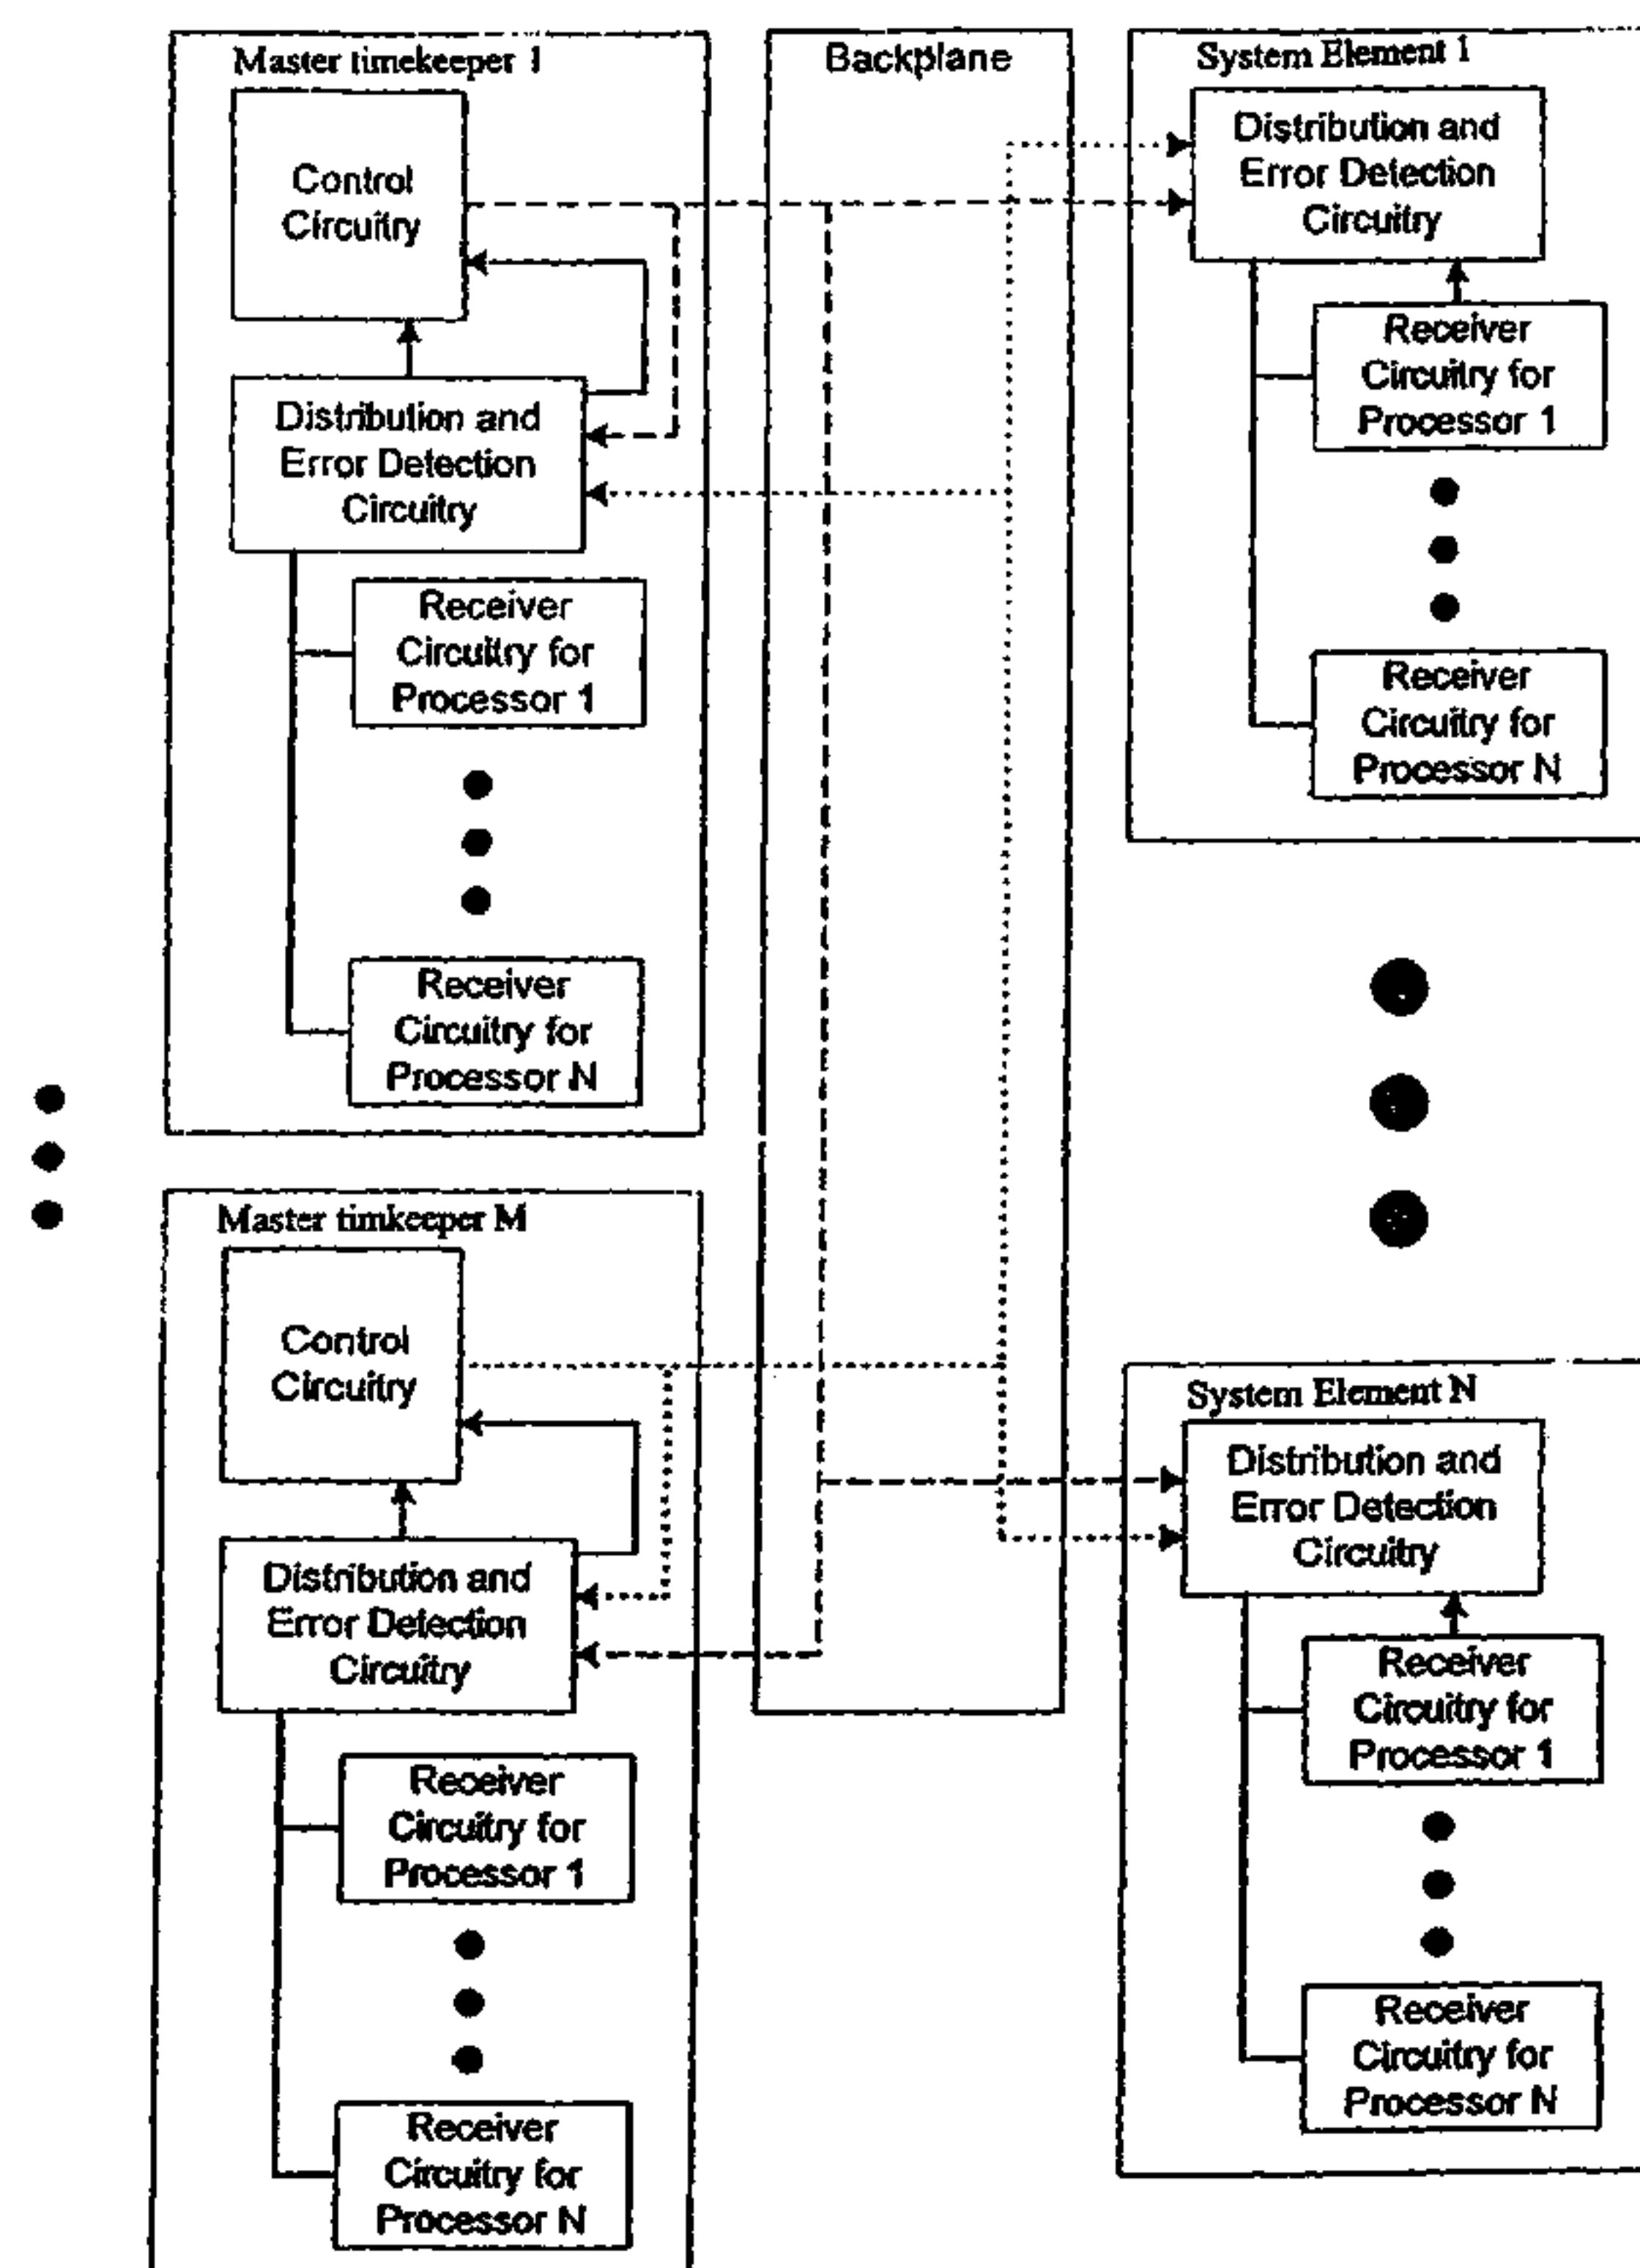 Master timekeeper 1
Control
Circuitry
Distribution and
Error Detection
Circuitry
Receiver
Circuitry for
Processor 1
Receiver
Circuitry for
Processor N
Master timkeeper M
Control
Circuitry
Distribution and
Error Detection
Circuitry
Receiver
Circuitry for
Processor 1
Receiver
Circuitry for
Processor N
Backplane
System Element 1
Distribution and
Error Detection
Circuitry
Receiver
Circuitry for
Processor 1
Receiver
Circuitry for
Processor N
System Element N
Distribution and
Error Detection
Circuitry
Receiver
Circuitry for
Processor 1
Receiver
Circuitry for
Processor N